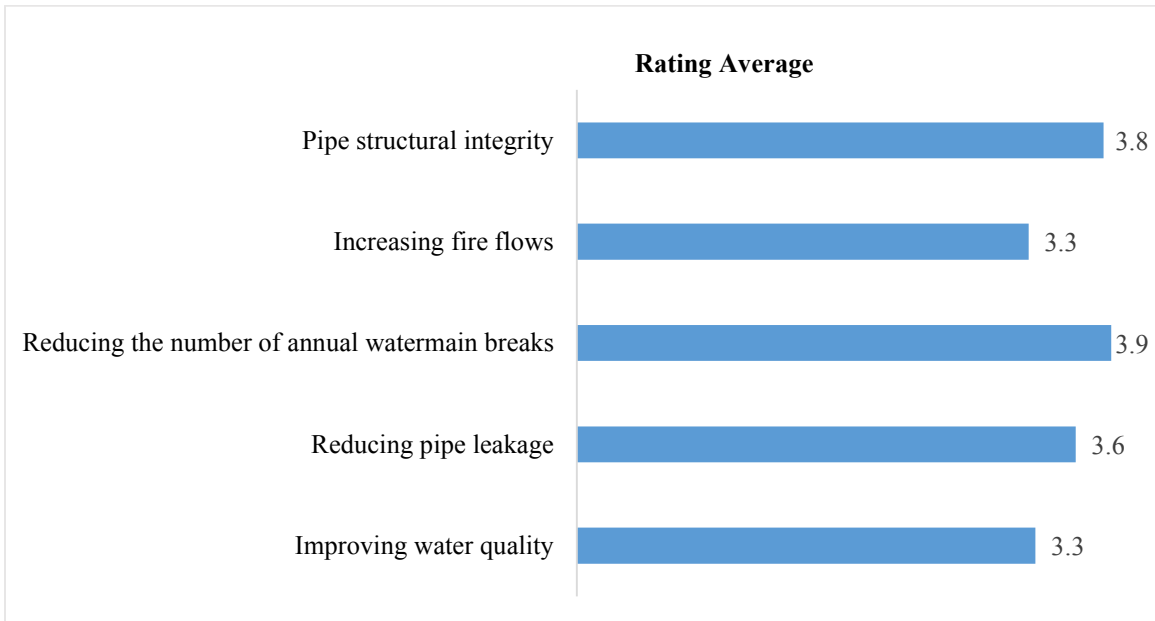 Rating Average
Pipe structural integrity 3.8
Increasing fire flows 3.3
Reducing the number of annual watermain breaks 3.9
Reducing pipe leakage 3.6
Improving water quality 3.3